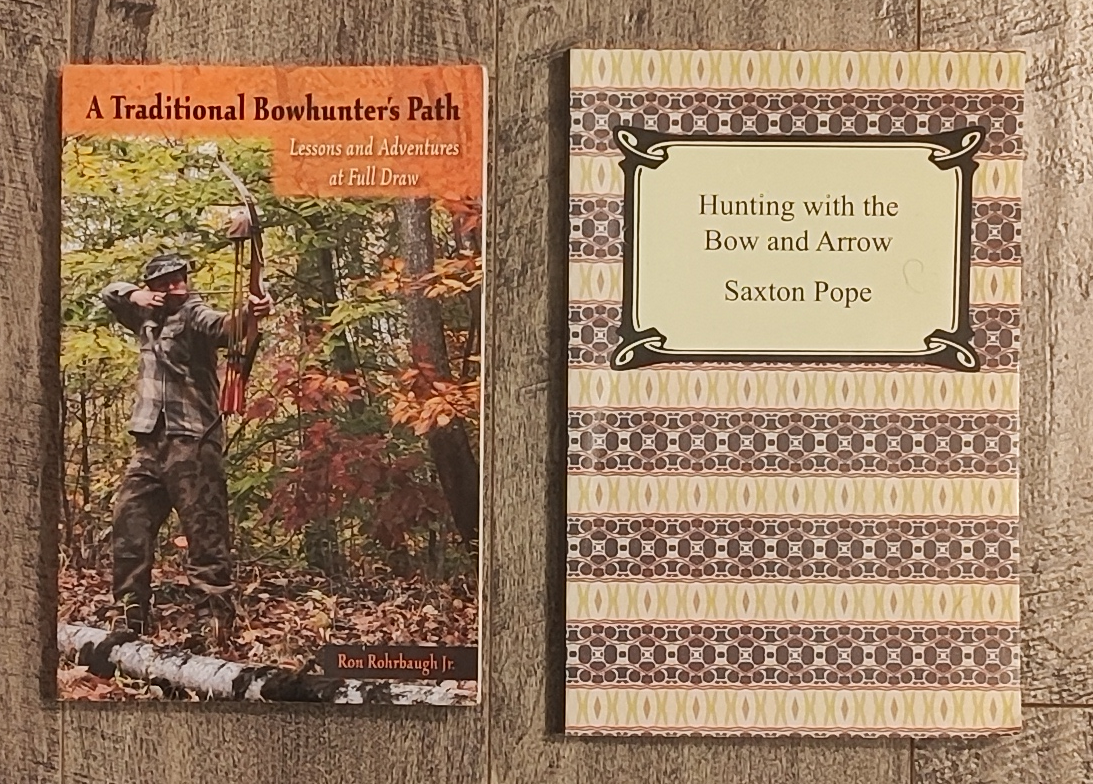 A Traditional Bowhunter's Path
Lessons and Adventures
at Full Draw
Ron Rohrbaugh Jr.
Hunting with the
Bow and Arrow
Saxton Pope